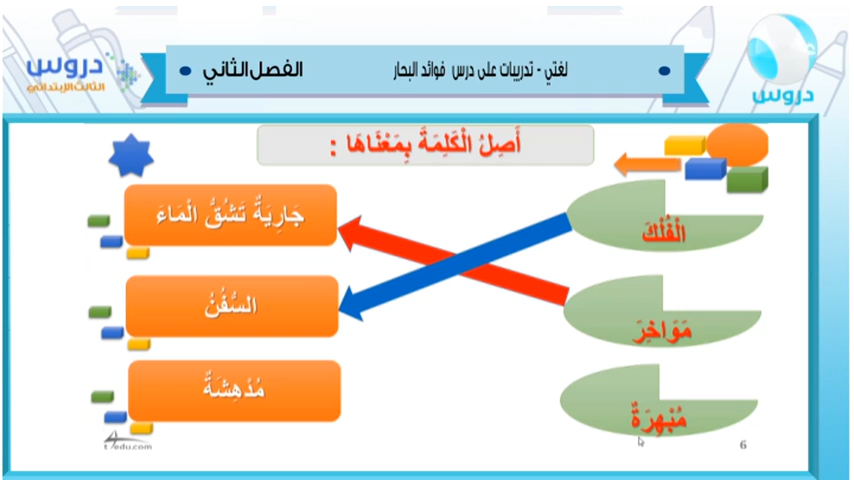 دروس
الثالث الإبتدائي
الفصل الثاني
لغتي - تدريبات على درس فوائد البحار
دروس
أَصِلُ الْكَلِمَةَ بِمَعْنَاهَا :
الْفُلْكَ
جَارِيَةٌ تَشُقُّ الْمَاءَ
مَوَاخِرَ
السُّفُنُ
مُبْهِرَةٌ
مُدْهِشَةٌ
6